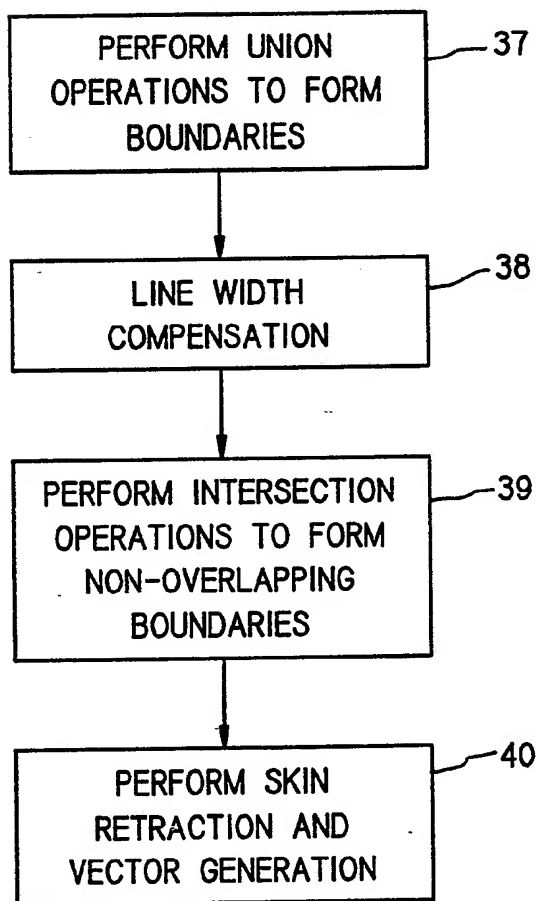 PERFORM UNION
OPERATIONS TO FORM
BOUNDARIES
37
LINE WIDTH
COMPENSATION
38
PERFORM INTERSECTION
OPERATIONS TO FORM
NON-OVERLAPPING
BOUNDARIES
39
PERFORM SKIN
RETRACTION AND
VECTOR GENERATION
40